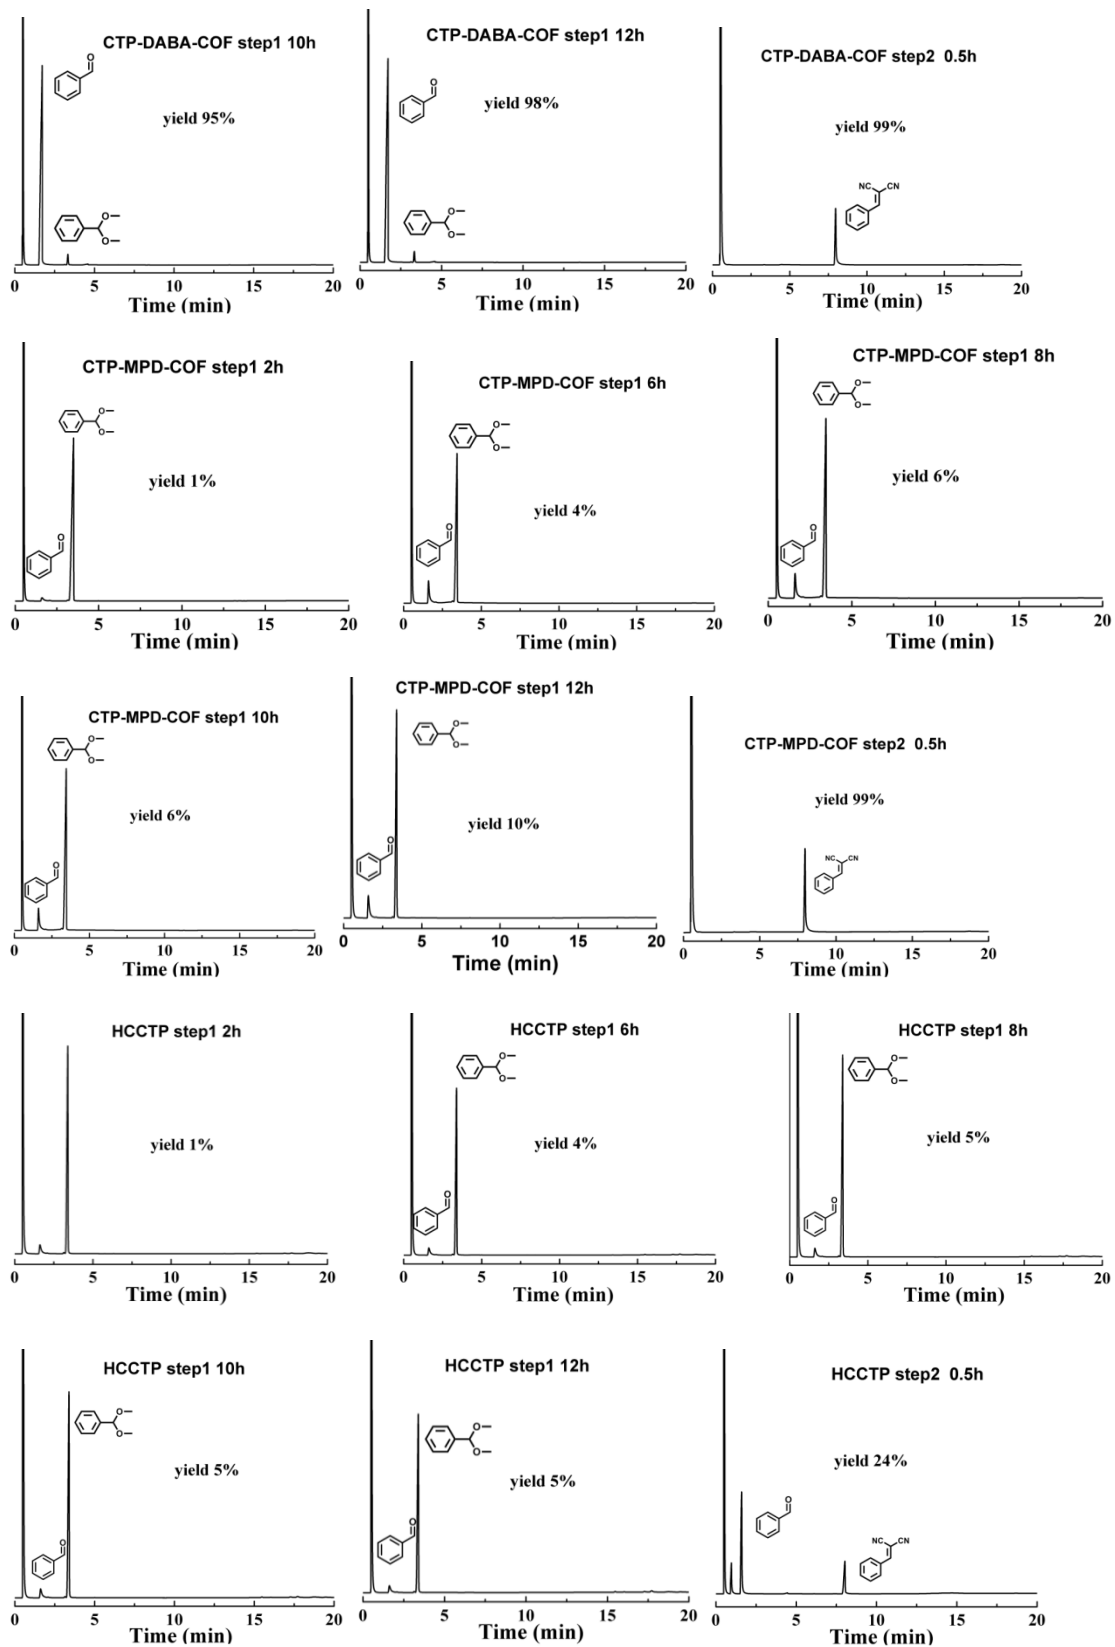 CTP-DABA-COF step1 10h
yield 95%
O
O
O
0 5 10 15 20
Time (min)
CTP-DABA-COF step1 12h
yield 98%
O
O
O
0 5 10 15 20
Time (min)
CTP-DABA-COF step2 0.5h
yield 99%
NC CN
0 5 10 15 20
Time (min)
CTP-MPD-COF step1 2h
O
O
yield 1%
O
0 5 10 15 20
Time (min)
CTP-MPD-COF step1 6h
O
O
yield 4%
O
0 5 10 15 20
Time (min)
CTP-MPD-COF step1 8h
O
O
yield 6%
O
0 5 10 15 20
Time (min)
CTP-MPD-COF step1 10h
O
O
yield 6%
O
0 5 10 15 20
Time (min)
CTP-MPD-COF step1 12h
O
O
yield 10%
O
0 5 10 15 20
Time (min)
CTP-MPD-COF step2 0.5h
yield 99%
NC CN
0 5 10 15 20
Time (min)
HCCTP step1 2h
yield 1%
0 5 10 15 20
Time (min)
HCCTP step1 6h
O
O
yield 4%
O
0 5 10 15 20
Time (min)
HCCTP step1 8h
O
O
yield 5%
O
0 5 10 15 20
Time (min)
HCCTP step1 10h
O
O
yield 5%
O
0 5 10 15 20
Time (min)
HCCTP step1 12h
O
O
yield 5%
O
0 5 10 15 20
Time (min)
HCCTP step2 0.5h
yield 24%
O
NC CN
0 5 10 15 20
Time (min)